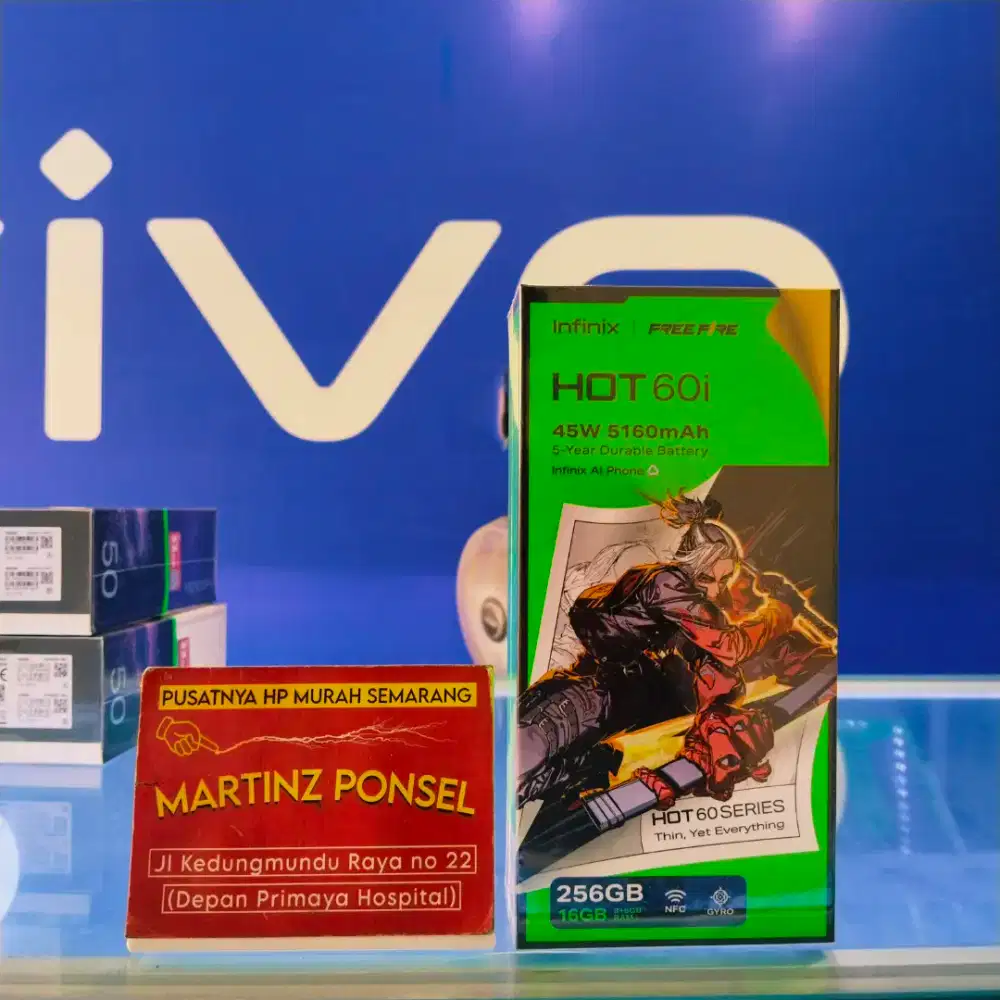 vivo
Infinix | FREE FIRE
HOT 60i
45W 5160mAh
5-Year Durable Battery
Infinix AI Phone
50
50
PUSATNYA HP MURAH SEMARANG
MARTINZ PONSEL
Jl Kedungmundu Raya no 22
(Depan Primaya Hospital)
HOT 60 SERIES
Thin, Yet Everything
256GB
16GB
NFC
GYRO